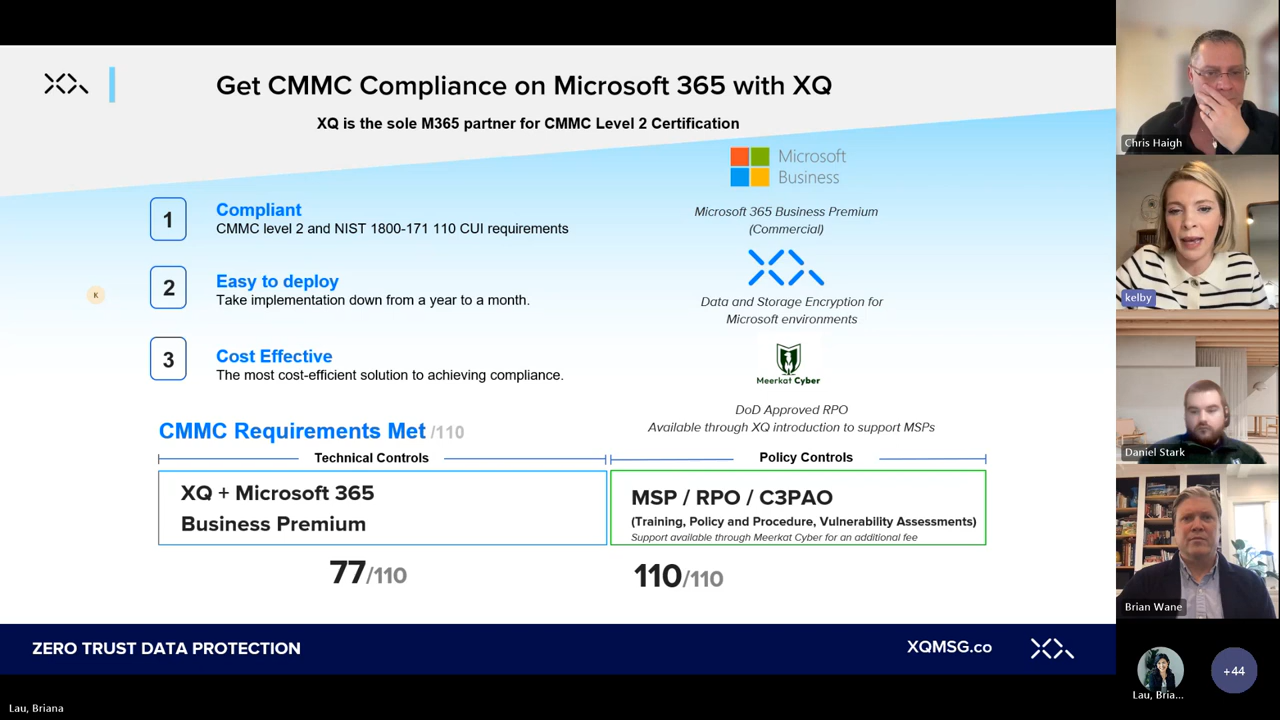 Get CMMC Compliance on Microsoft 365 with XQ
XQ is the sole M365 partner for CMMC Level 2 Certification
1
Compliant
CMMC level 2 and NIST 1800-171 110 CUI requirements
2
Easy to deploy
Take implementation down from a year to a month.
K
3
Cost Effective
The most cost-efficient solution to achieving compliance.
Microsoft
Business
Microsoft 365 Business Premium
(Commercial)
Data and Storage Encryption for
Microsoft environments
Meerkat Cyber
DoD Approved RPO
Available through XQ introduction to support MSPs
CMMC Requirements Met /110
Technical Controls
Policy Controls
XQ + Microsoft 365
Business Premium
MSP / RPO / C3PAO
(Training, Policy and Procedure, Vulnerability Assessments)
Support available through Meerkat Cyber for an additional fee
77/110
110/110
ZERO TRUST DATA PROTECTION
XQMSG.co
Chris Haigh
kelby
Daniel Stark
Brian Wane
Lau, Bria...
+44
Lau, Briana